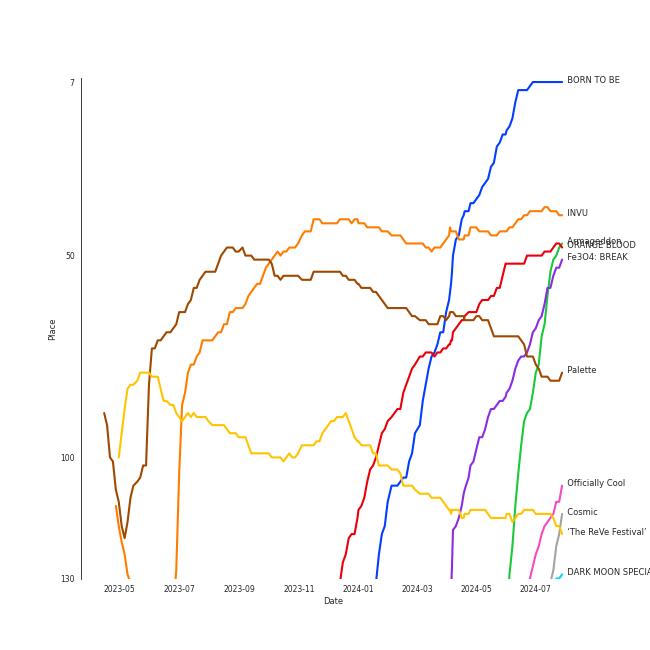 7
BORN TO BE
INVU
Armageddon
ORANGE BLOOD
50
Fe3O4: BREAK
Place
Palette
100
Officially Cool
Cosmic
‘The ReVe Festival’
DARK MOON SPECIA
130
2023-05 2023-07 2023-09 2023-11 2024-01 2024-03 2024-05 2024-07
Date